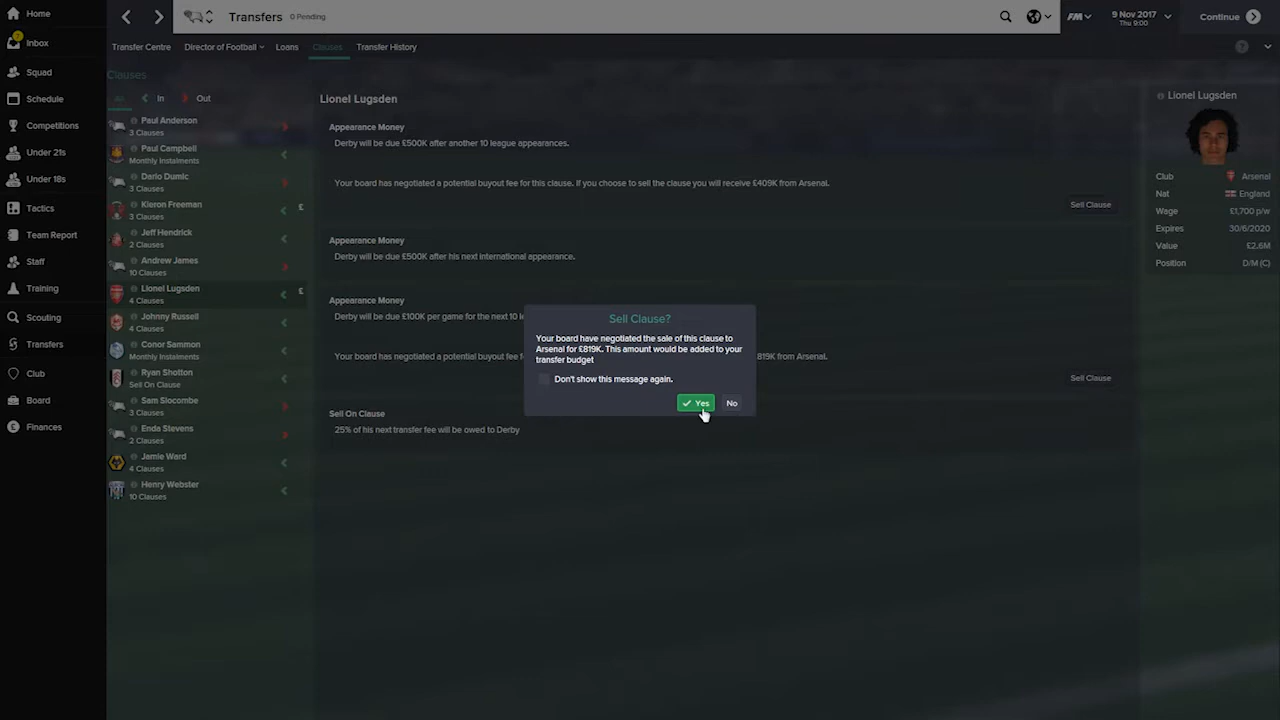 Home
Inbox
Squad
Schedule
Competitions
Under 21s
Under 18s
Tactics
Team Report
Staff
Training
Scouting
Transfers
Club
Board
Finances
Transfers 0 Pending
FM
9 Nov 2017
Thu 9:00
Continue
Transfer Centre Director of Football Loans Clauses Transfer History
Clauses
All In Out
Paul Anderson
3 Clauses
Paul Campbell
Monthly Instalments
Dario Dumic
3 Clauses
Kieron Freeman £
3 Clauses
Jeff Hendrick
2 Clauses
Andrew James
10 Clauses
Lionel Lugsden £
4 Clauses
Johnny Russell
4 Clauses
Conor Sammon
Monthly Instalments
Ryan Shotton
Sell On Clause
Sam Slocombe
3 Clauses
Enda Stevens
2 Clauses
Jamie Ward
4 Clauses
Henry Webster
10 Clauses
Lionel Lugsden
Appearance Money
Derby will be due £500K after another 10 league appearances.
Your board has negotiated a potential buyout fee for this clause. If you choose to sell the clause you will receive £409K from Arsenal.
Sell Clause
Appearance Money
Derby will be due £500K after his next international appearance.
Appearance Money
Derby will be due £100K per game for the next 10 l
Your board has negotiated a potential buyout fe 819K from Arsenal.
Sell Clause
Sell On Clause
25% of his next transfer fee will be owed to Derby
Sell Clause?
Your board have negotiated the sale of this clause to
Arsenal for £819K. This amount would be added to your
transfer budget
Don't show this message again.
Yes No
Lionel Lugsden
Club Arsenal
Nat England
Wage £1,700 p/w
Expires 30/6/2020
Value £2.6M
Position D/M (C)